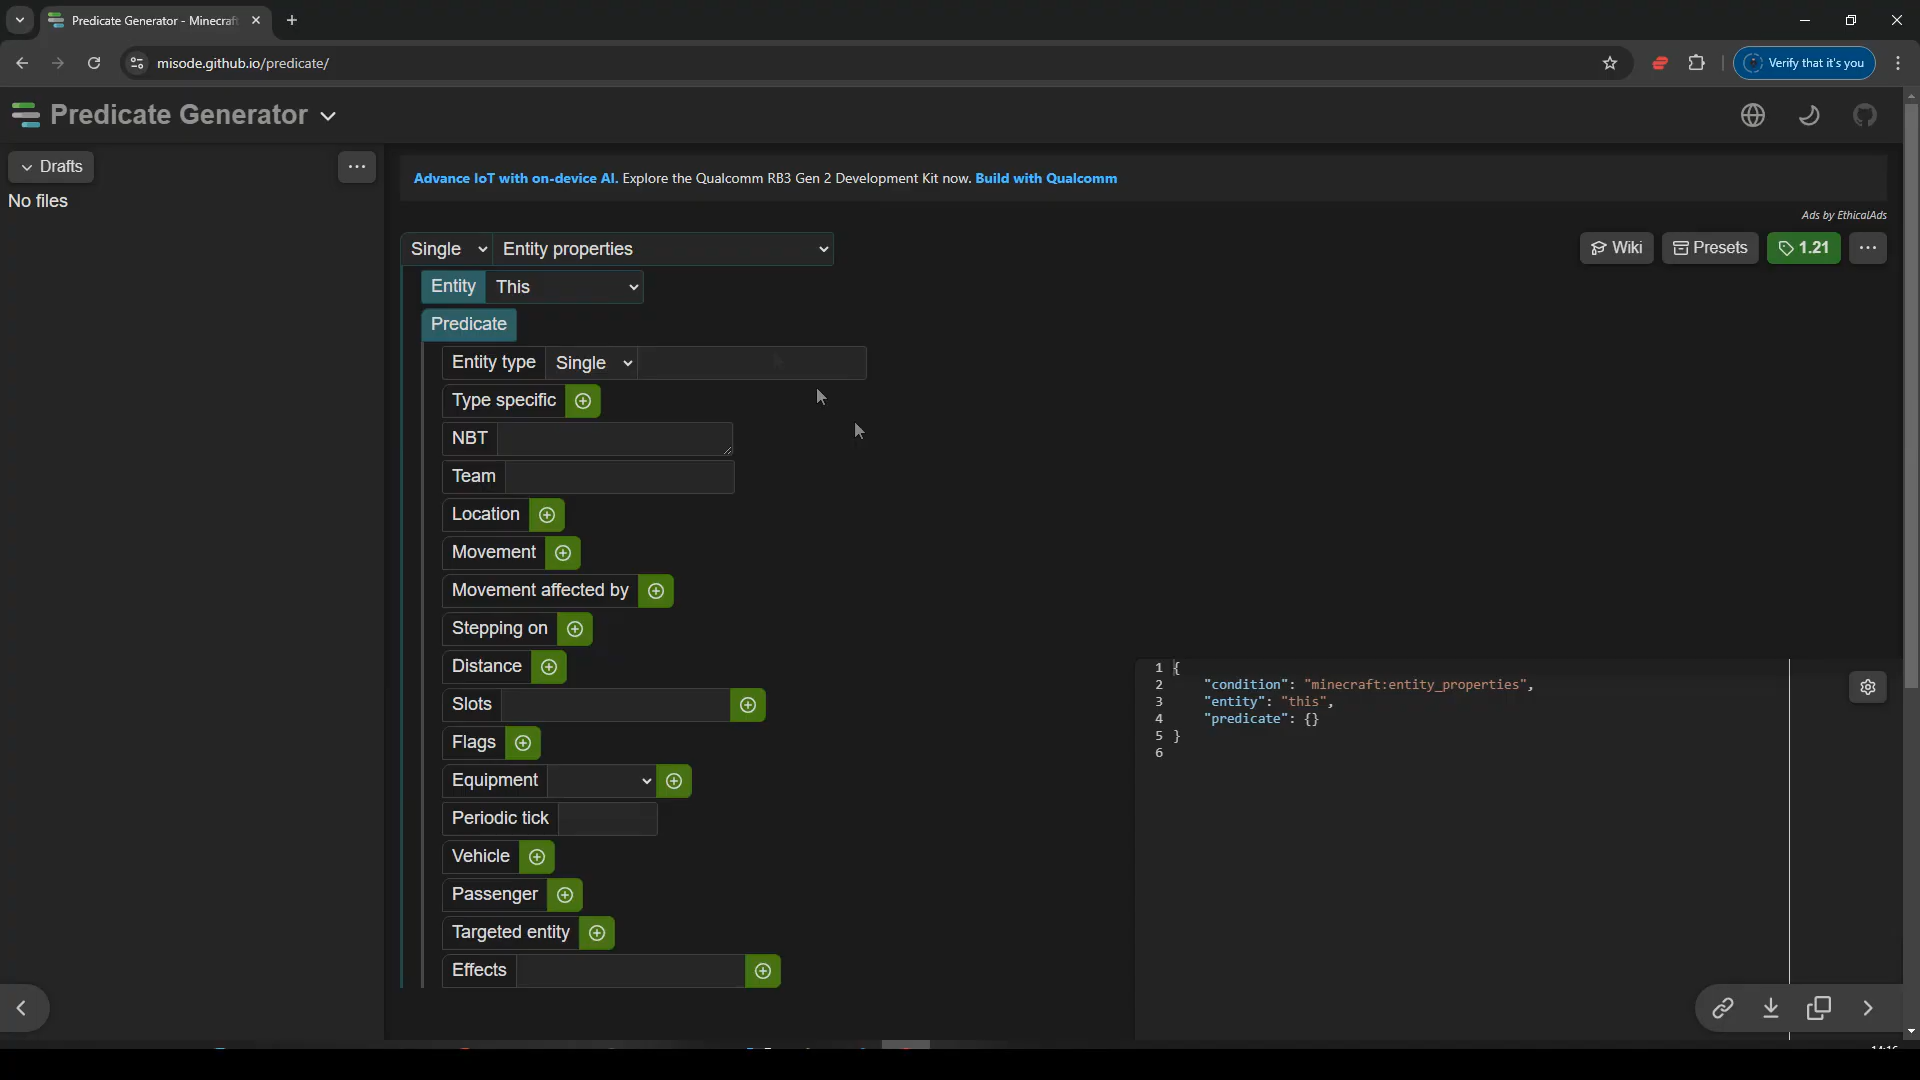 Predicate Generator - Minecraft
misode.github.io/predicate/
Verify that it's you
Predicate Generator
Drafts
No files
Advance IoT with on-device AI. Explore the Qualcomm RB3 Gen 2 Development Kit now. Build with Qualcomm
Ads by EthicalAds
Single Entity properties
Wiki Presets 1.21
Entity This
Predicate
Entity type Single
Type specific
NBT
Team
Location
Movement
Movement affected by
Stepping on
Distance
Slots
Flags
Equipment
Periodic tick
Vehicle
Passenger
Targeted entity
Effects
1 {
2 "condition": "minecraft:entity_properties",
3 "entity": "this",
4 "predicate": {}
5 }
6